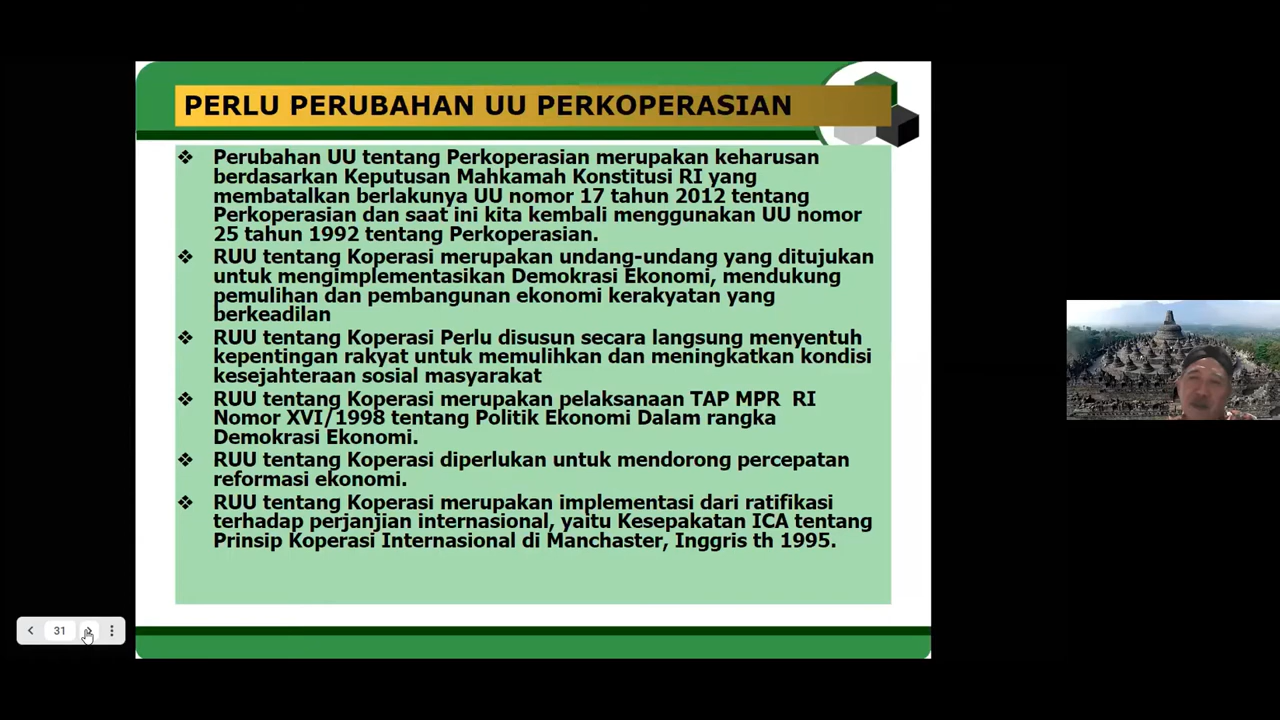 PERLU PERUBAHAN UU PERKOPERASIAN
❖ Perubahan UU tentang Perkoperasian merupakan keharusan
berdasarkan Keputusan Mahkamah Konstitusi RI yang
membatalkan berlakunya UU nomor 17 tahun 2012 tentang
Perkoperasian dan saat ini kita kembali menggunakan UU nomor
25 tahun 1992 tentang Perkoperasian.
❖ RUU tentang Koperasi merupakan undang-undang yang ditujukan
untuk mengimplementasikan Demokrasi Ekonomi, mendukung
pemulihan dan pembangunan ekonomi kerakyatan yang
berkeadilan
❖ RUU tentang Koperasi Perlu disusun secara langsung menyentuh
kepentingan rakyat untuk memulihkan dan meningkatkan kondisi
kesejahteraan sosial masyarakat
❖ RUU tentang Koperasi merupakan pelaksanaan TAP MPR RI
Nomor XVI/1998 tentang Politik Ekonomi Dalam rangka
Demokrasi Ekonomi.
❖ RUU tentang Koperasi diperlukan untuk mendorong percepatan
reformasi ekonomi.
❖ RUU tentang Koperasi merupakan implementasi dari ratifikasi
terhadap perjanjian internasional, yaitu Kesepakatan ICA tentang
Prinsip Koperasi Internasional di Manchaster, Inggris th 1995.
31